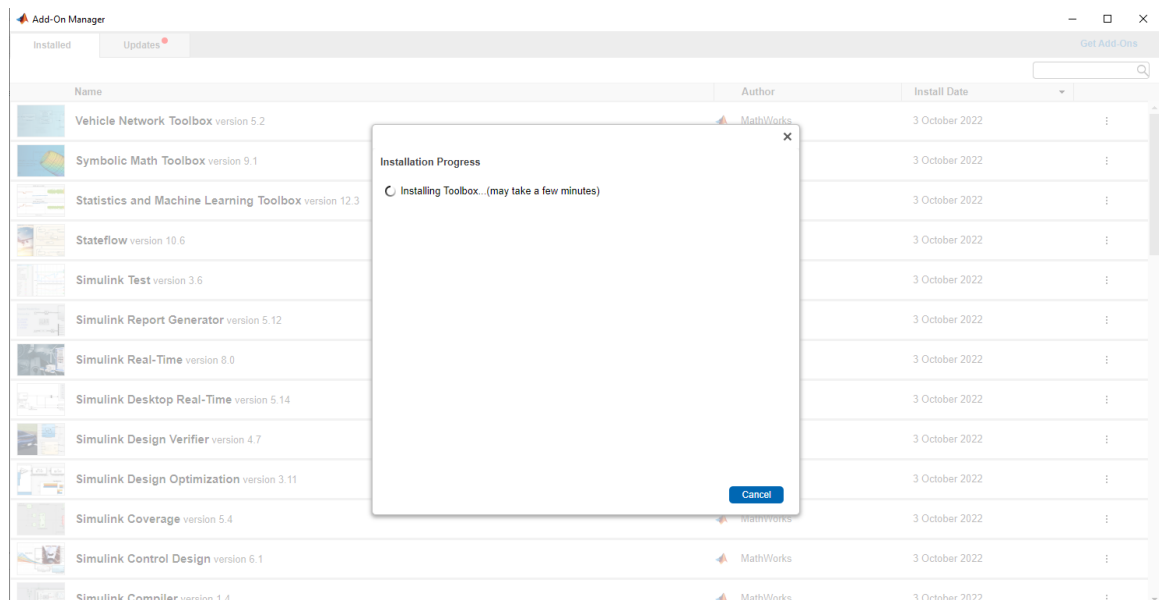 Add-On Manager
Installed Updates Get Add-Ons
Name Author Install Date
Vehicle Network Toolbox version 5.2 MathWorks 3 October 2022
Installation Progress
Installing Toolbox...(may take a few minutes)
Cancel
Symbolic Math Toolbox version 9.1 3 October 2022
Statistics and Machine Learning Toolbox version 12.3 3 October 2022
Stateflow version 10.6 3 October 2022
Simulink Test version 3.6 3 October 2022
Simulink Report Generator version 5.12 3 October 2022
Simulink Real-Time version 8.0 3 October 2022
Simulink Desktop Real-Time version 5.14 3 October 2022
Simulink Design Verifier version 4.7 3 October 2022
Simulink Design Optimization version 3.11 3 October 2022
Simulink Coverage version 5.4 MathWorks 3 October 2022
Simulink Control Design version 6.1 MathWorks 3 October 2022
Simulink Compiler version 1.4 MathWorks 3 October 2022